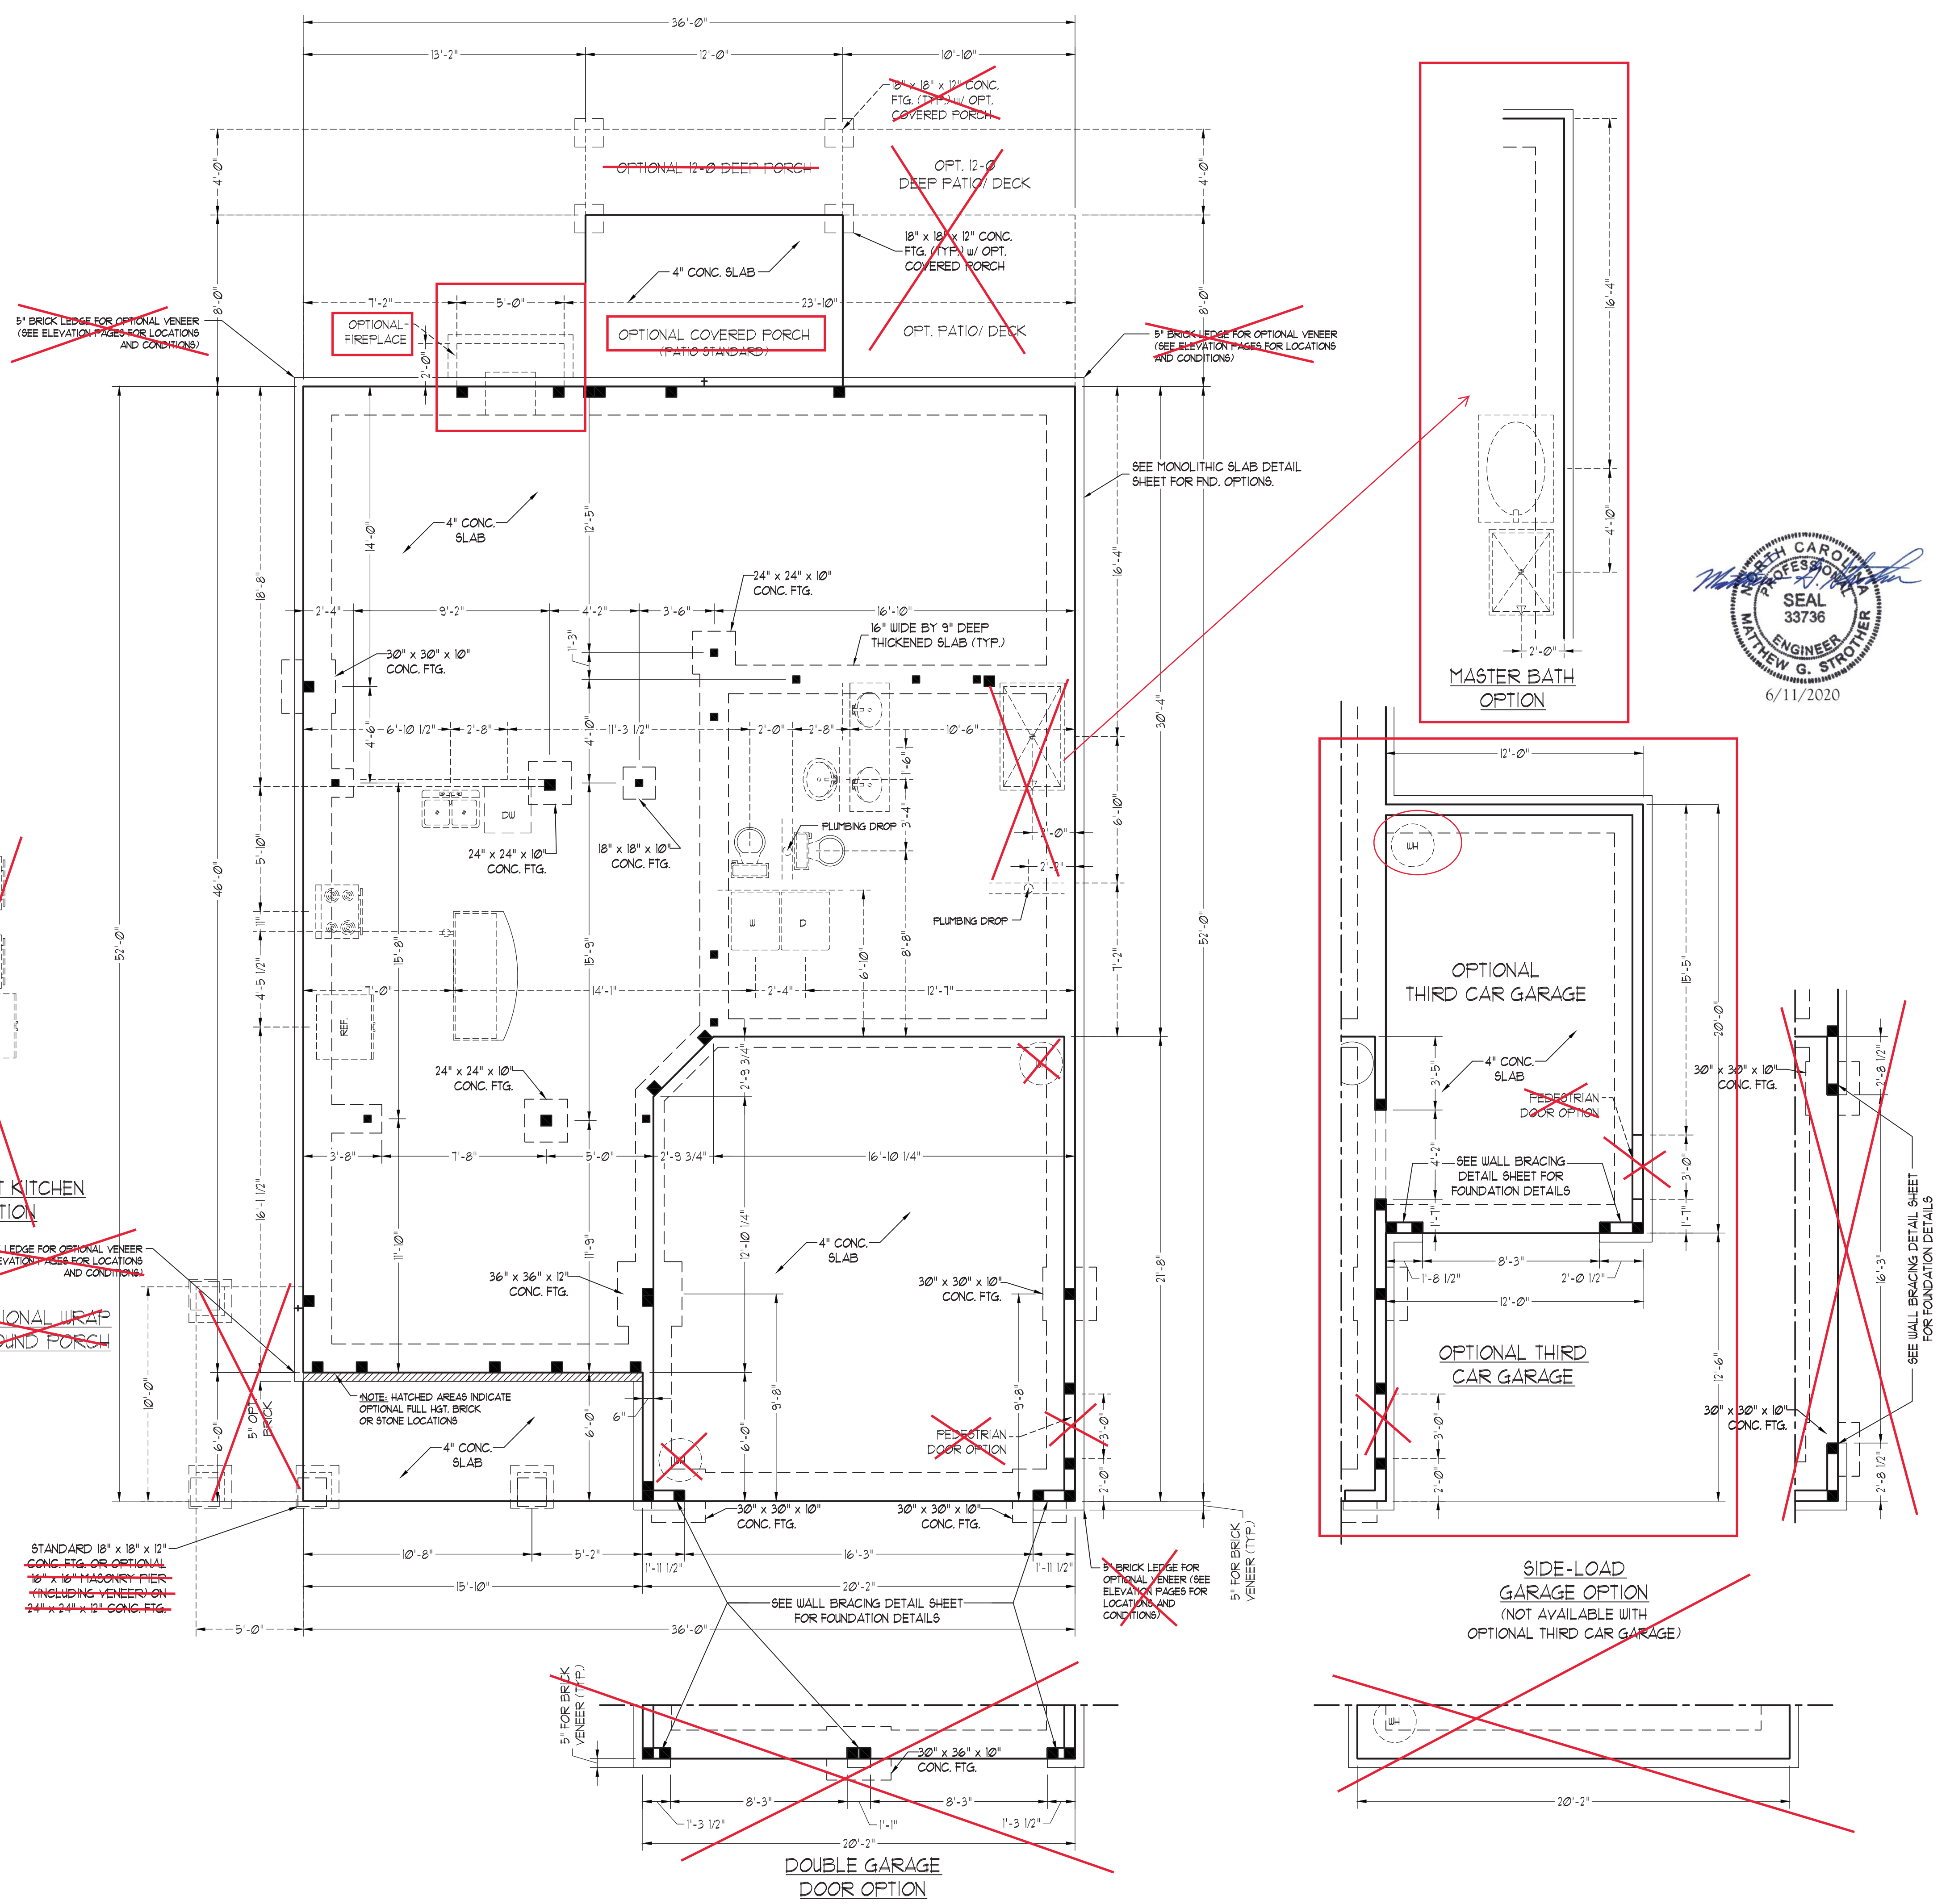 36'-0"
13'-2"
12'-0"
10'-10"
18" x 18" x 12" CONC.
FTG. (TYP.) w/ OPT.
COVERED PORCH
4'-0"
OPTIONAL 12-0 DEEP PORCH
OPT. 12-0
DEEP PATIO/ DECK
4'-0"
18" x 18" x 12" CONC.
FTG. (TYP.) w/ OPT.
COVERED PORCH
4" CONC. SLAB
8'-0"
7'-2"
5'-0"
23'-10"
8'-0"
5" BRICK LEDGE FOR OPTIONAL VENEER
(SEE ELEVATION PAGES FOR LOCATIONS
AND CONDITIONS)
OPTIONAL
FIREPLACE
2'-0"
OPTIONAL COVERED PORCH
(PATIO STANDARD)
OPT. PATIO/ DECK
5" BRICK LEDGE FOR OPTIONAL VENEER
(SEE ELEVATION PAGES FOR LOCATIONS
AND CONDITIONS)
SEE MONOLITHIC SLAB DETAIL
SHEET FOR FND. OPTIONS.
4" CONC.
SLAB
14'-0"
12'-5"
18'-8"
16'-4"
24" x 24" x 10"
CONC. FTG.
2'-4"
9'-2"
4'-2"
3'-6"
16'-10"
1'-3"
16" WIDE BY 9" DEEP
THICKENED SLAB (TYP.)
30" x 30" x 10"
CONC. FTG.
30'-4"
4'-6"
6'-10 1/2"
2'-8"
11'-3 1/2"
4'-10"
2'-0"
2'-8"
10'-6"
1'-6"
DW
PLUMBING DROP
3'-4"
6'-10"
2'-0"
2'-2"
24" x 24" x 10"
CONC. FTG.
18" x 18" x 10"
CONC. FTG.
5'-10"
46'-0"
11"
W
D
PLUMBING DROP
52'-0"
15'-8"
15'-9"
4'-5 1/2"
6'-10"
8'-8"
7'-2"
52'-0"
7'-0"
14'-1"
2'-4"
12'-7"
REF.
24" x 24" x 10"
CONC. FTG.
2'-9 3/4"
3'-8"
7'-8"
5'-0"
2'-9 3/4"
16'-10 1/4"
T KITCHEN
TION
16'-1 1/2"
11'-10"
11'-9"
12'-10 1/4"
4" CONC.
SLAB
21'-8"
LEDGE FOR OPTIONAL VENEER
EVATION PAGES FOR LOCATIONS
AND CONDITIONS)
36" x 36" x 12"
CONC. FTG.
30" x 30" x 10"
CONC. FTG.
IONAL WRAP
OUND PORCH
10'-0"
6'-0"
5" OPT.
BRICK
NOTE: HATCHED AREAS INDICATE
OPTIONAL FULL HGT. BRICK
OR STONE LOCATIONS
6"
6'-0"
6'-0"
9'-8"
9'-8"
PEDESTRIAN
DOOR OPTION
3'-0"
2'-0"
4" CONC.
SLAB
WH
30" x 30" x 10"
CONC. FTG.
30" x 30" x 10"
CONC. FTG.
STANDARD 18" x 18" x 12"
CONC. FTG. OR OPTIONAL
16" x 16" MASONRY PIER
(INCLUDING VENEER) ON
24" x 24" x 12" CONC. FTG.
10'-8"
5'-2"
1'-11 1/2"
16'-3"
1'-11 1/2"
15'-10"
20'-2"
5" BRICK LEDGE FOR
OPTIONAL VENEER (SEE
ELEVATION PAGES FOR
LOCATIONS AND
CONDITIONS)
5" FOR BRICK
VENEER (TYP.)
SEE WALL BRACING DETAIL SHEET
FOR FOUNDATION DETAILS
5'-0"
36'-0"
5" FOR BRICK
VENEER (TYP.)
30" x 36" x 10"
CONC. FTG.
8'-3"
8'-3"
1'-3 1/2"
1'-1"
1'-3 1/2"
20'-2"
DOUBLE GARAGE
DOOR OPTION
16'-4"
4'-10"
2'-0"
MASTER BATH
OPTION
NORTH CAROLINA
PROFESSIONAL
SEAL
33736
ENGINEER
MATTHEW G. STROTHER
6/11/2020
12'-0"
WH
OPTIONAL
THIRD CAR GARAGE
15'-5"
20'-0"
4" CONC.
SLAB
3'-5"
PEDESTRIAN
DOOR OPTION
4'-2"
SEE WALL BRACING
DETAIL SHEET FOR
FOUNDATION DETAILS
3'-0"
1'-7"
1'-7"
8'-3"
1'-8 1/2"
2'-0 1/2"
12'-0"
OPTIONAL THIRD
CAR GARAGE
12'-6"
3'-0"
2'-0"
30" x 30" x 10"
CONC. FTG.
2'-8 1/2"
16'-3"
30" x 30" x 10"
CONC. FTG.
2'-8 1/2"
SEE WALL BRACING DETAIL SHEET
FOR FOUNDATION DETAILS
SIDE-LOAD
GARAGE OPTION
(NOT AVAILABLE WITH
OPTIONAL THIRD CAR GARAGE)
WH
20'-2"